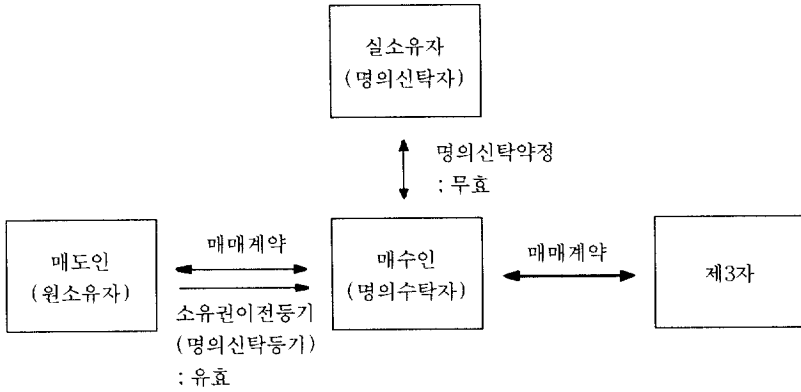 실소유자
(명의신탁자)
명의신탁약정
; 무효
매도인
(원소유자)
매매계약
소유권이전등기
(명의신탁등기)
; 유효
매수인
(명의수탁자)
매매계약
제3자